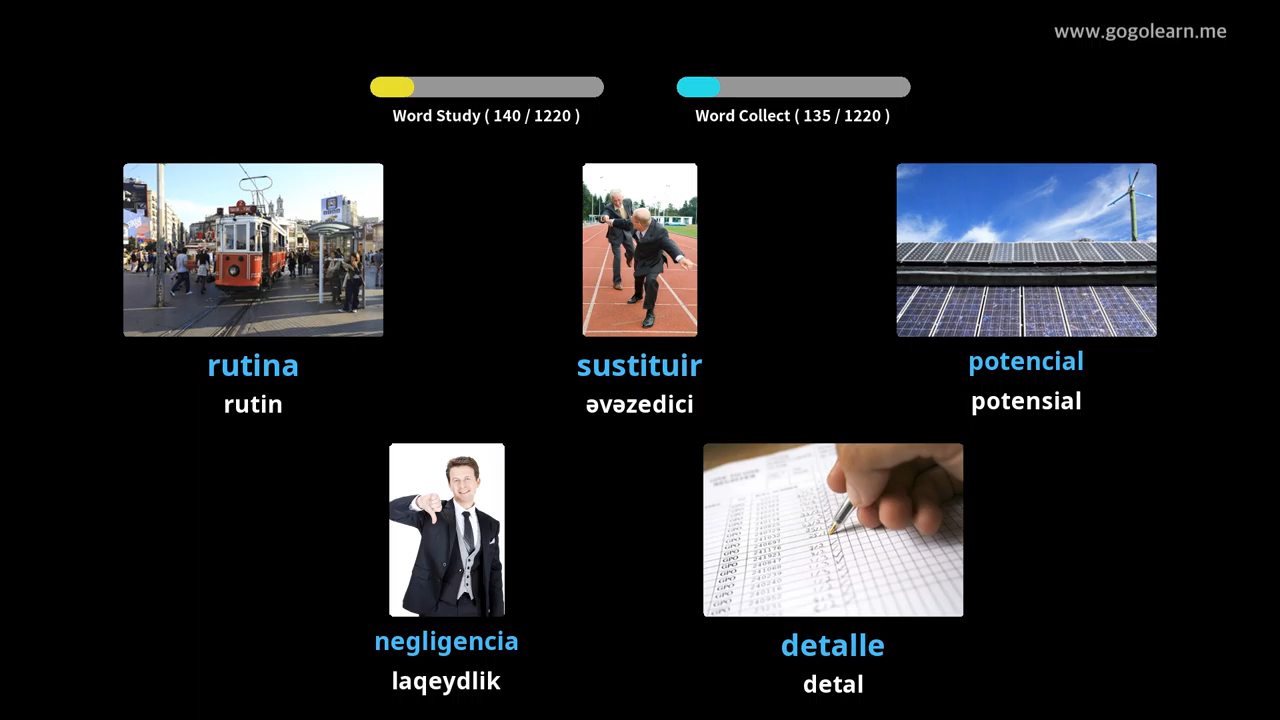 www.gogolearn.me
Word Study ( 140 / 1220 )
Word Collect ( 135 / 1220 )
rutina
rutin
sustituir
əvəzedici
potencial
potensial
negligencia
laqeydlik
detalle
detal